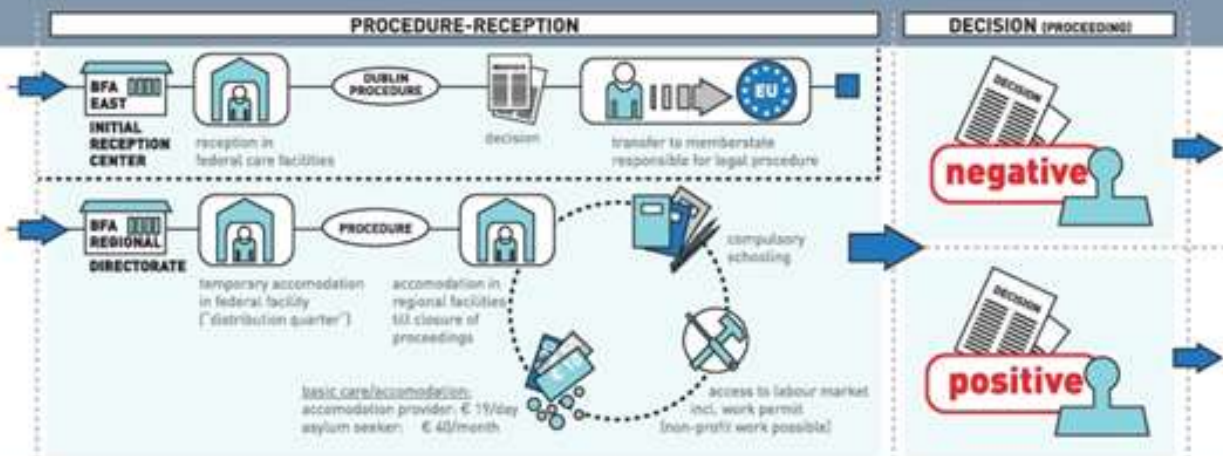 PROCEDURE-RECEPTION
DECISION (PROCEEDING)
BFA
EAST
INITIAL
RECEPTION
CENTER
reception in
federal care facilities
DUBLIN
PROCEDURE
decision
EU
transfer to memberstate
responsible for legal procedure
BFA
REGIONAL
DIRECTORATE
temporary accomodation
in federal facility
("distribution quarter")
PROCEDURE
accomodation in
regional facilities
till closure of
proceedings
compulsory
schooling
access to labour market
incl. work permit
(non-profit work possible)
basic care/accomodation:
accomodation provider: € 19/day
asylum seeker: € 40/month
DECISION
negative
DECISION
positive